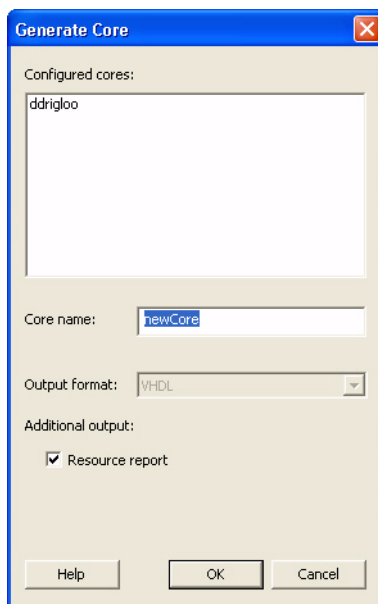 Generate Core
Configured cores:
ddrigloo
Core name: newCore
Output format: VHDL
Additional output:
Resource report
Help OK Cancel